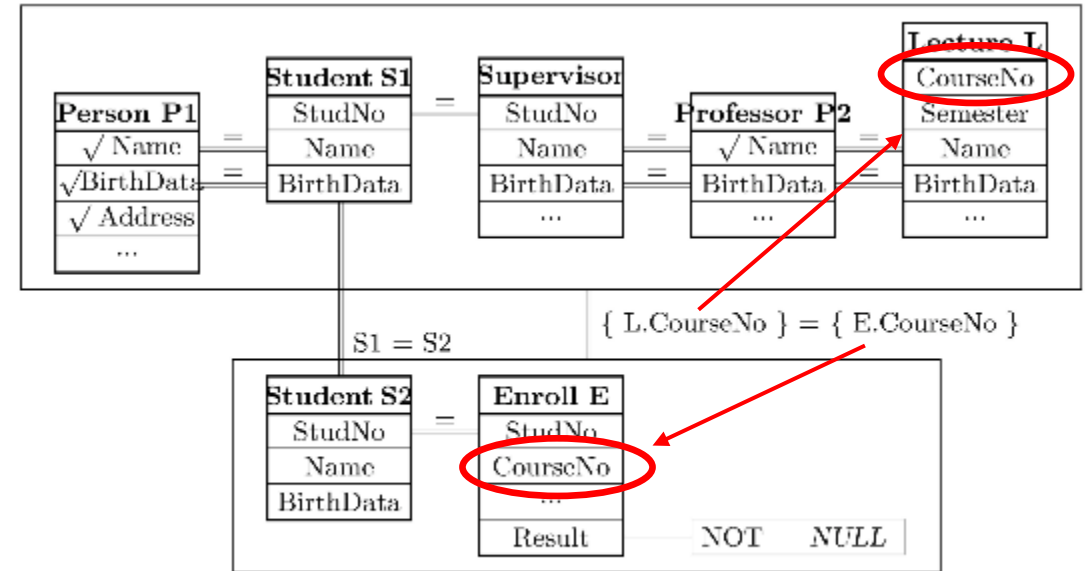 Person P1
√ Name
√BirthData
√ Address
...
=
=
Student S1
StudNo
Name
BirthData
=
Supervisor
StudNo
Name
BirthData
...
=
=
Professor P2
√ Name
BirthData
...
=
=
Lecture L
CourseNo
Semester
Name
BirthData
...
S1 = S2
{ L.CourseNo } = { E.CourseNo }
Student S2
StudNo
Name
BirthData
=
Enroll E
StudNo
CourseNo
...
Result
NOT NULL